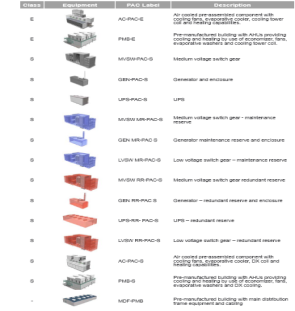 Class Equipment PAC Label Description
E AC-PAC-E Air cooled pre-assembled component with
cooling fans, evaporative cooler, cooling tower
coil and heating capabilities.
E PMB-E Pre-manufactured building with AHUs providing
cooling and heating by use of economizer, fans,
evaporative washers and cooling tower coil.
S MVSW-PAC-S Medium voltage switch gear
S GEN-PAC-S Generator and enclosure
S UPS-PAC-S UPS
S MVSW MR-PAC-S Medium voltage switch gear - maintenance
reserve
S GEN MR-PAC S Generator maintenance reserve and enclosure
S LVSW MR-PAC-S Low voltage switch gear – maintenance reserve
S MVSW RR-PAC-S Medium voltage switch gear redundant reserve
S GEN RR-PAC S Generator – redundant reserve and enclosure
S UPS-RR- PAC-S UPS – redundant reserve
S LVSW RR-PAC-S Low voltage switch gear – redundant reserve
S AC-PAC-S Air cooled pre-assembled component with
cooling fans, evaporative cooler, DX coil and
heating capabilities.
S PMB-S Pre-manufactured building with AHUs providing
cooling and heating by use of economizer, fans,
evaporative washers and DX cooling.
- MDF-PMB Pre-manufactured building with main distribution
frame equipment and cabling